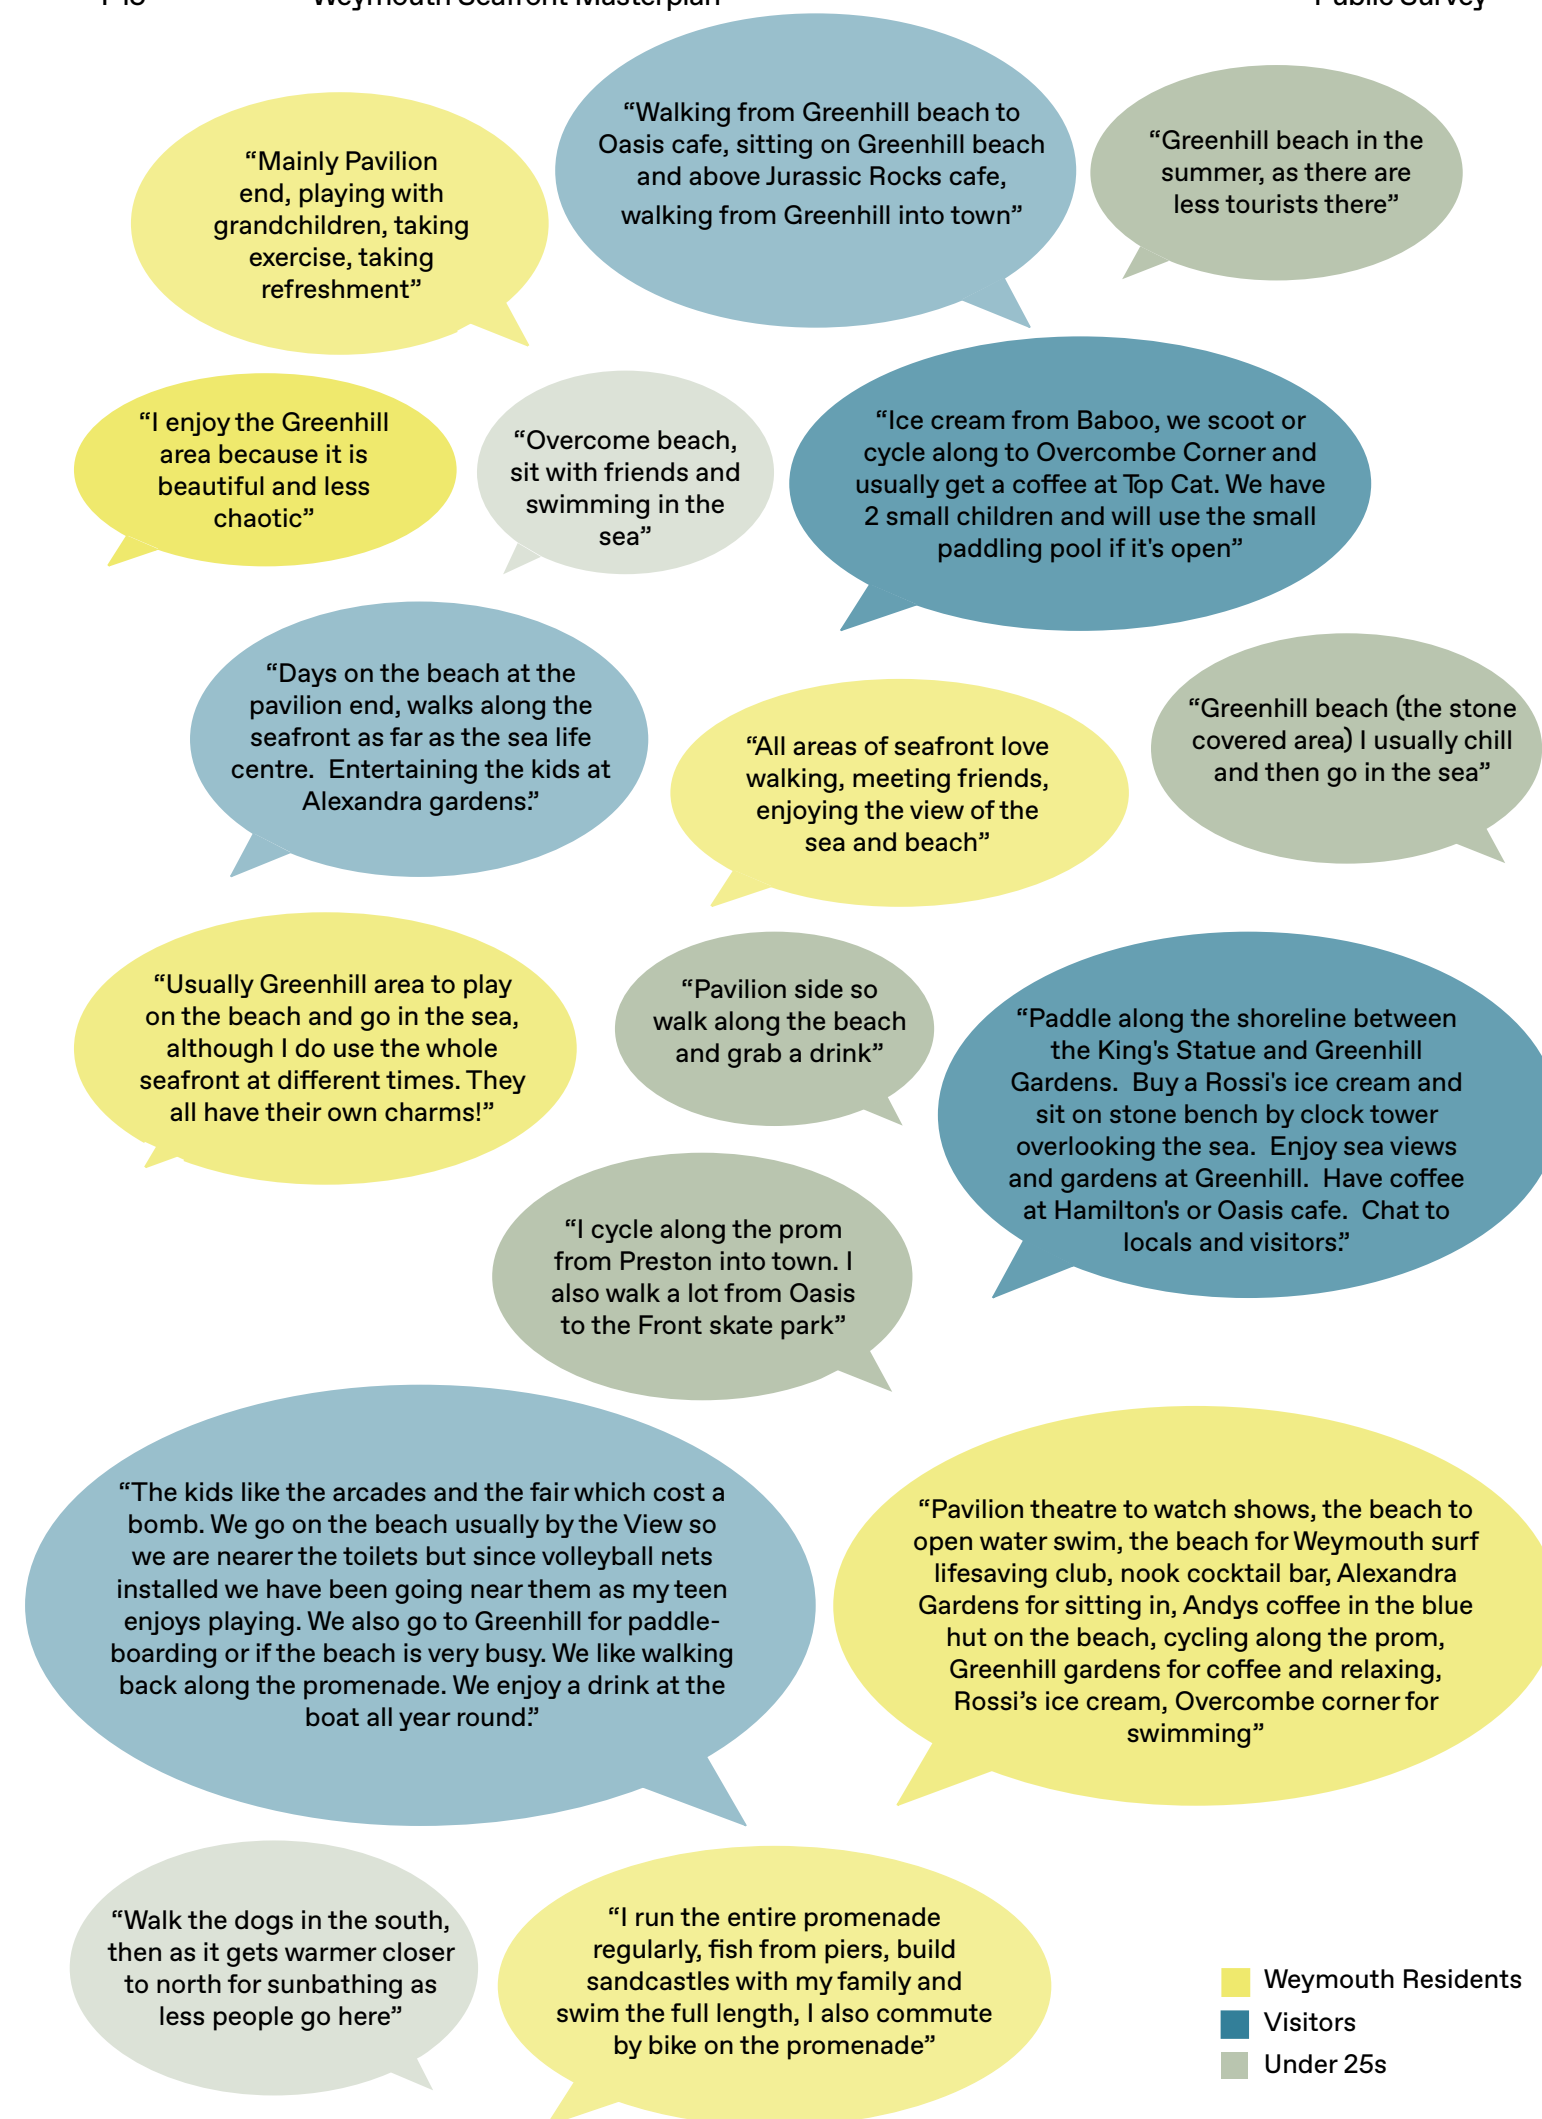 Weymouth Seafront Masterplan
Public Survey
“Mainly Pavilion
end, playing with
grandchildren, taking
exercise, taking
refreshment”
“Walking from Greenhill beach to
Oasis cafe, sitting on Greenhill beach
and above Jurassic Rocks cafe,
walking from Greenhill into town”
“Greenhill beach in the
summer, as there are
less tourists there”
“I enjoy the Greenhill
area because it is
beautiful and less
chaotic”
“Overcome beach,
sit with friends and
swimming in the
sea”
“Ice cream from Baboo, we scoot or
cycle along to Overcombe Corner and
usually get a coffee at Top Cat. We have
2 small children and will use the small
paddling pool if it's open”
“Days on the beach at the
pavilion end, walks along the
seafront as far as the sea life
centre.  Entertaining the kids at
Alexandra gardens.”
“All areas of seafront love
walking, meeting friends,
enjoying the view of the
sea and beach”
“Greenhill beach (the stone
covered area) I usually chill
and then go in the sea”
“Usually Greenhill area to play
on the beach and go in the sea,
although I do use the whole
seafront at different times. They
all have their own charms!”
“Pavilion side so
walk along the beach
and grab a drink”
“Paddle along the shoreline between
the King's Statue and Greenhill
Gardens.  Buy a Rossi's ice cream and
sit on stone bench by clock tower
overlooking the sea.  Enjoy sea views
and gardens at Greenhill.  Have coffee
at Hamilton's or Oasis cafe.  Chat to
locals and visitors.”
“I cycle along the prom
from Preston into town. I
also walk a lot from Oasis
to the Front skate park”
“The kids like the arcades and the fair which cost a
bomb. We go on the beach usually by the View so
we are nearer the toilets but since volleyball nets
installed we have been going near them as my teen
enjoys playing. We also go to Greenhill for paddle-
boarding or if the beach is very busy. We like walking
back along the promenade. We enjoy a drink at the
boat all year round.”
“Pavilion theatre to watch shows, the beach to
open water swim, the beach for Weymouth surf
lifesaving club, nook cocktail bar, Alexandra
Gardens for sitting in, Andys coffee in the blue
hut on the beach, cycling along the prom,
Greenhill gardens for coffee and relaxing,
Rossi’s ice cream, Overcombe corner for
swimming”
“Walk the dogs in the south,
then as it gets warmer closer
to north for sunbathing as
less people go here”
“I run the entire promenade
regularly, fish from piers, build
sandcastles with my family and
swim the full length, I also commute
by bike on the promenade”
Weymouth Residents
Visitors
Under 25s